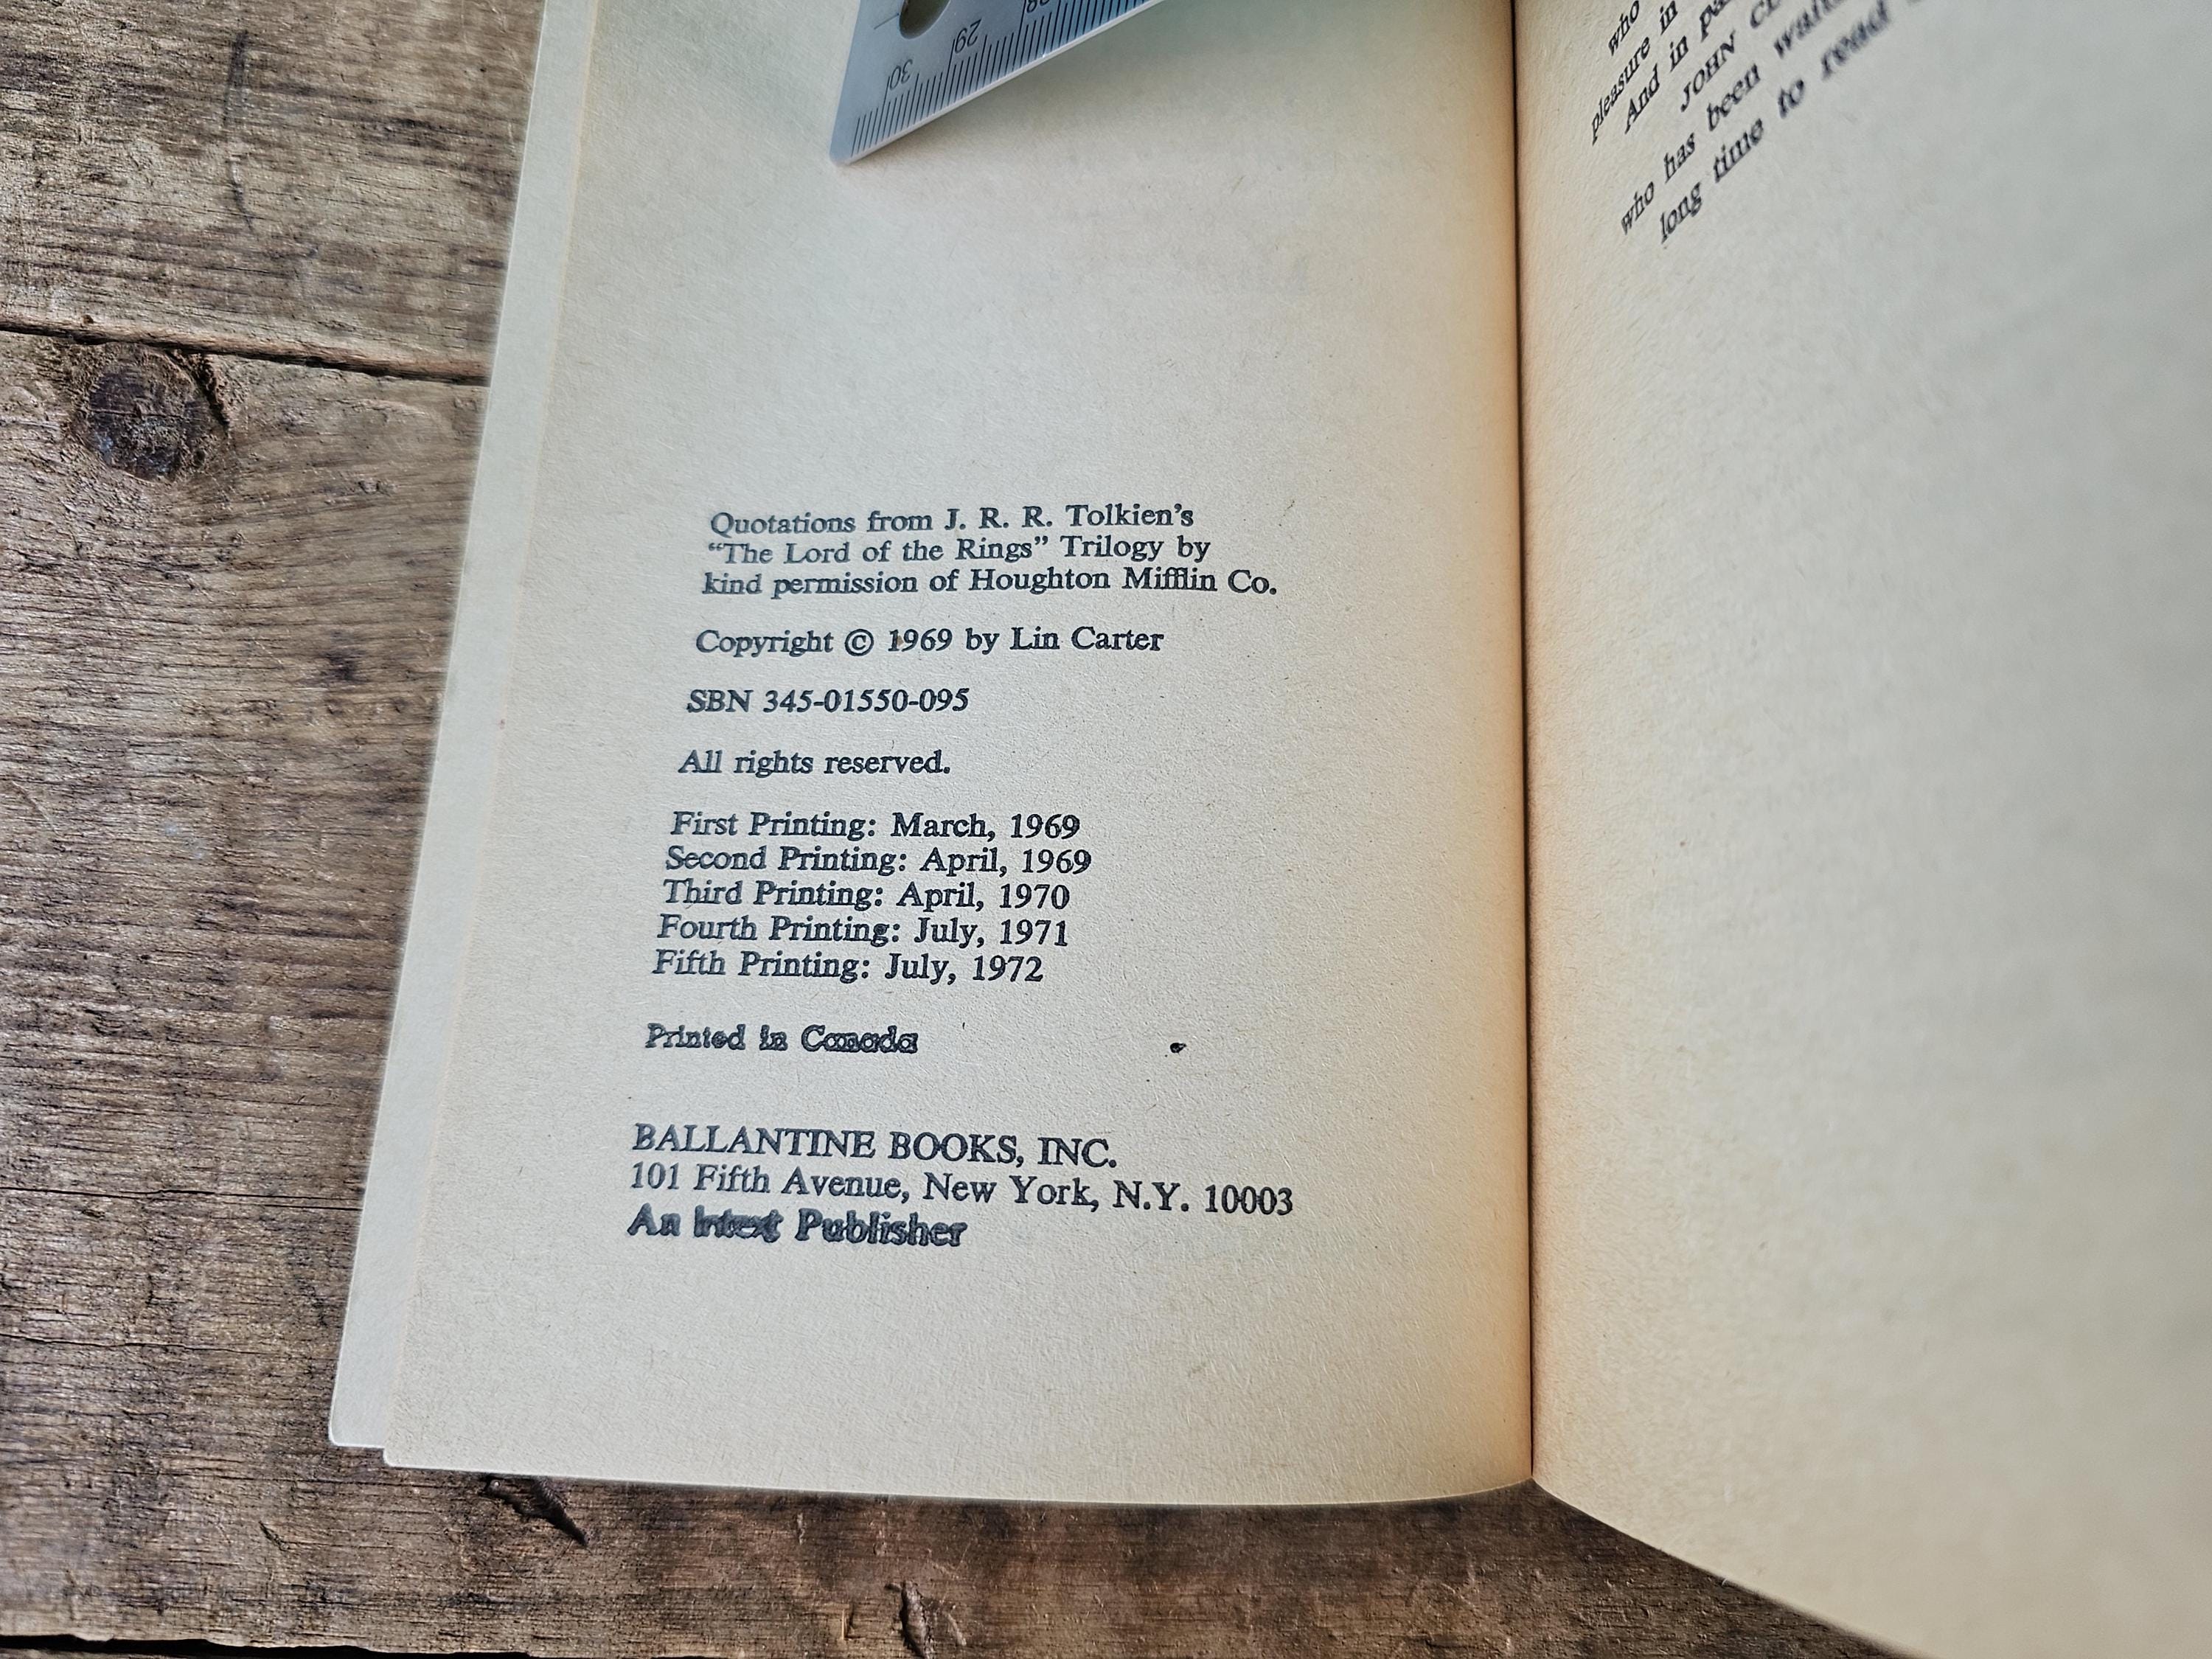 Quotations from J. R. R. Tolkien's
“The Lord of the Rings” Trilogy by
kind permission of Houghton Mifflin Co.
Copyright © 1969 by Lin Carter
SBN 345-01550-095
All rights reserved.
First Printing: March, 1969
Second Printing: April, 1969
Third Printing: April, 1970
Fourth Printing: July, 1971
Fifth Printing: July, 1972
Printed in Canada
BALLANTINE BOOKS, INC.
101 Fifth Avenue, New York, N.Y. 10003
An Intext Publisher
30 29
who
pleasure in
And in
JOHN
who has been
long time to read